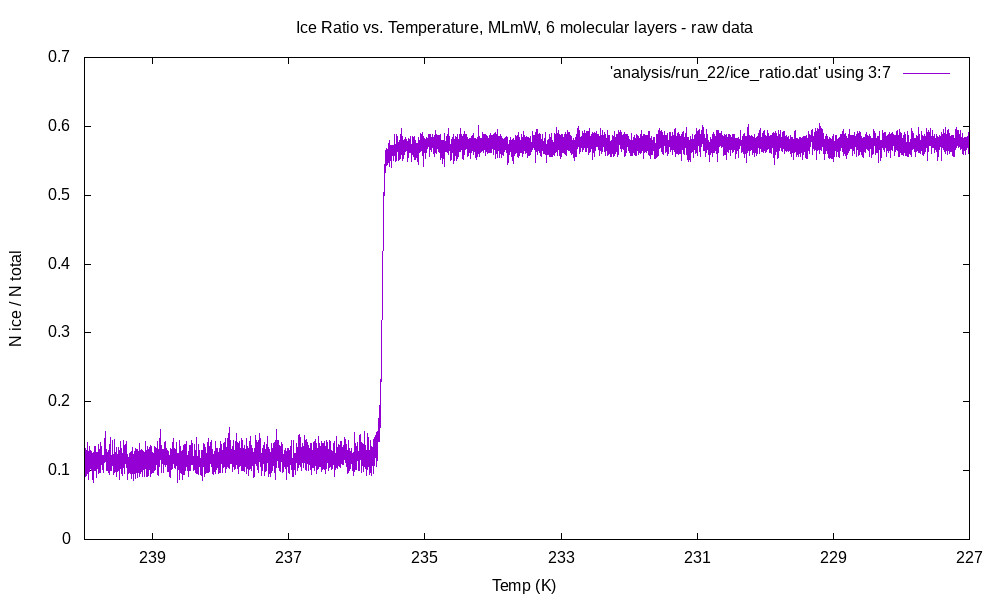 Ice Ratio vs. Temperature, MLmW, 6 molecular layers - raw data
'analysis/run_22/ice_ratio.dat' using 3:7
N ice / N total
0.7
0.6
0.5
0.4
0.3
0.2
0.1
0
239 237 235 233 231 229 227
Temp (K)